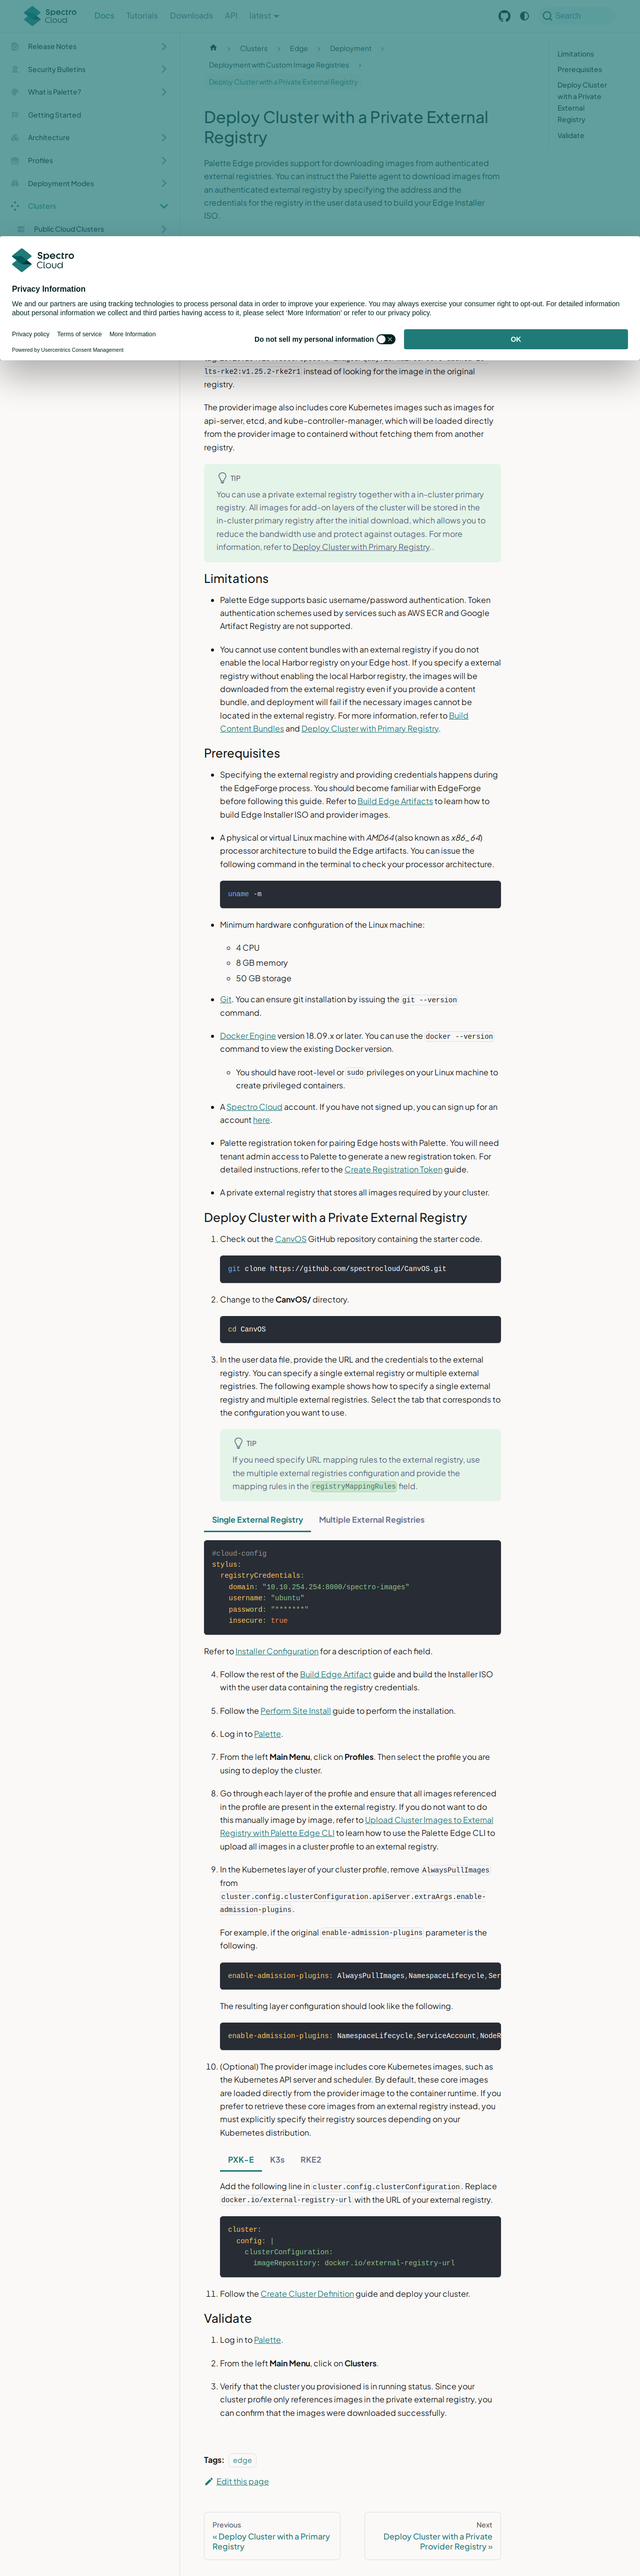 Spectro Cloud
Docs
Tutorials
Downloads
API
latest
Search
Release Notes
Security Bulletins
What is Palette?
Getting Started
Architecture
Profiles
Deployment Modes
Clusters
Public Cloud Clusters
Clusters
Edge
Deployment
Deployment with Custom Image Registries
Deploy Cluster with a Private External Registry
Limitations
Prerequisites
Deploy Cluster
with a Private
External
Registry
Validate
Deploy Cluster with a Private External
Registry
Palette Edge provides support for downloading images from authenticated
external registries. You can instruct the Palette agent to download images from
an authenticated external registry by specifying the address and the
credentials for the registry in the user data used to build your Edge Installer
ISO.
Spectro
Cloud
Privacy Information
We and our partners are using tracking technologies to process personal data in order to improve your experience. You may always exercise your consumer right to opt-out. For detailed information
about personal information we collect and third parties having access to it, please select 'More Information' or refer to our privacy policy.
Privacy policy
Terms of service
More Information
Do not sell my personal information
OK
Powered by Usercentrics Consent Management
lts-rke2:v1.25.2-rke2r1 instead of looking for the image in the original
registry.
The provider image also includes core Kubernetes images such as images for
api-server, etcd, and kube-controller-manager, which will be loaded directly
from the provider image to containerd without fetching them from another
registry.
TIP
You can use a private external registry together with a in-cluster primary
registry. All images for add-on layers of the cluster will be stored in the
in-cluster primary registry after the initial download, which allows you to
reduce the bandwidth use and protect against outages. For more
information, refer to Deploy Cluster with Primary Registry..
Limitations
Palette Edge supports basic username/password authentication. Token
authentication schemes used by services such as AWS ECR and Google
Artifact Registry are not supported.
You cannot use content bundles with an external registry if you do not
enable the local Harbor registry on your Edge host. If you specify a external
registry without enabling the local Harbor registry, the images will be
downloaded from the external registry even if you provide a content
bundle, and deployment will fail if the necessary images cannot be
located in the external registry. For more information, refer to Build
Content Bundles and Deploy Cluster with Primary Registry.
Prerequisites
Specifying the external registry and providing credentials happens during
the EdgeForge process. You should become familiar with EdgeForge
before following this guide. Refer to Build Edge Artifacts to learn how to
build Edge Installer ISO and provider images.
A physical or virtual Linux machine with AMD64 (also known as x86_64)
processor architecture to build the Edge artifacts. You can issue the
following command in the terminal to check your processor architecture.
uname -m
Minimum hardware configuration of the Linux machine:
4 CPU
8 GB memory
50 GB storage
Git. You can ensure git installation by issuing the git --version
command.
Docker Engine version 18.09.x or later. You can use the docker --version
command to view the existing Docker version.
You should have root-level or sudo privileges on your Linux machine to
create privileged containers.
A Spectro Cloud account. If you have not signed up, you can sign up for an
account here.
Palette registration token for pairing Edge hosts with Palette. You will need
tenant admin access to Palette to generate a new registration token. For
detailed instructions, refer to the Create Registration Token guide.
A private external registry that stores all images required by your cluster.
Deploy Cluster with a Private External Registry
1. Check out the CanvOS GitHub repository containing the starter code.
git clone https://github.com/spectrocloud/CanvOS.git
2. Change to the CanvOS/ directory.
cd CanvOS
3. In the user data file, provide the URL and the credentials to the external
registry. You can specify a single external registry or multiple external
registries. The following example shows how to specify a single external
registry and multiple external registries. Select the tab that corresponds to
the configuration you want to use.
TIP
If you need specify URL mapping rules to the external registry, use
the multiple external registries configuration and provide the
mapping rules in the registryMappingRules field.
Single External Registry
Multiple External Registries
#cloud-config
stylus:
registryCredentials:
domain: "10.10.254.254:8000/spectro-images"
username: "ubuntu"
password: "*******"
insecure: true
Refer to Installer Configuration for a description of each field.
4. Follow the rest of the Build Edge Artifact guide and build the Installer ISO
with the user data containing the registry credentials.
5. Follow the Perform Site Install guide to perform the installation.
6. Log in to Palette.
7. From the left Main Menu, click on Profiles. Then select the profile you are
using to deploy the cluster.
8. Go through each layer of the profile and ensure that all images referenced
in the profile are present in the external registry. If you do not want to do
this manually image by image, refer to Upload Cluster Images to External
Registry with Palette Edge CLI to learn how to use the Palette Edge CLI to
upload all images in a cluster profile to an external registry.
9. In the Kubernetes layer of your cluster profile, remove AlwaysPullImages
from
cluster.config.clusterConfiguration.apiServer.extraArgs.enable-
admission-plugins.
For example, if the original enable-admission-plugins parameter is the
following.
enable-admission-plugins: AlwaysPullImages,NamespaceLifecycle,Ser
The resulting layer configuration should look like the following.
enable-admission-plugins: NamespaceLifecycle,ServiceAccount,NodeR
10. (Optional) The provider image includes core Kubernetes images, such as
the Kubernetes API server and scheduler. By default, these core images
are loaded directly from the provider image to the container runtime. If you
prefer to retrieve these core images from an external registry instead, you
must explicitly specify their registry sources depending on your
Kubernetes distribution.
PXK-E
K3s
RKE2
Add the following line in cluster.config.clusterConfiguration. Replace
docker.io/external-registry-url with the URL of your external registry.
cluster:
config: |
clusterConfiguration:
imageRepository: docker.io/external-registry-url
11. Follow the Create Cluster Definition guide and deploy your cluster.
Validate
1. Log in to Palette.
2. From the left Main Menu, click on Clusters.
3. Verify that the cluster you provisioned is in running status. Since your
cluster profile only references images in the private external registry, you
can confirm that the images were downloaded successfully.
Tags: edge
Edit this page
Previous
« Deploy Cluster with a Primary
Registry
Next
Deploy Cluster with a Private
Provider Registry »